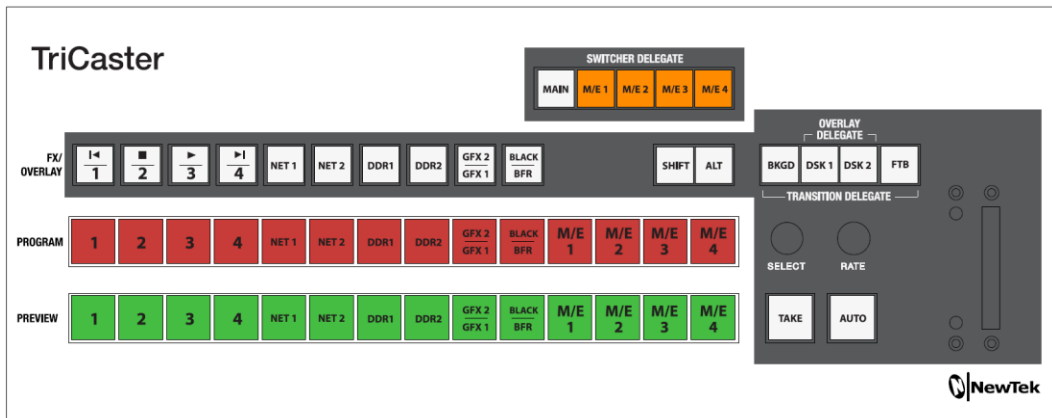 TriCaster
SWITCHER DELEGATE
MAIN M/E 1 M/E 2 M/E 3 M/E 4
OVERLAY
DELEGATE
FX/
OVERLAY
1 2 3 4 NET 1 NET 2 DDR1 DDR2 GFX 2 GFX 1 BLACK BFR SHIFT ALT
BKGD DSK 1 DSK 2 FTB
TRANSITION DELEGATE
PROGRAM 1 2 3 4 NET 1 NET 2 DDR1 DDR2 GFX 2 GFX 1 BLACK BFR M/E 1 M/E 2 M/E 3 M/E 4
SELECT RATE
PREVIEW 1 2 3 4 NET 1 NET 2 DDR1 DDR2 GFX 2 GFX 1 BLACK BFR M/E 1 M/E 2 M/E 3 M/E 4
TAKE AUTO
NewTek